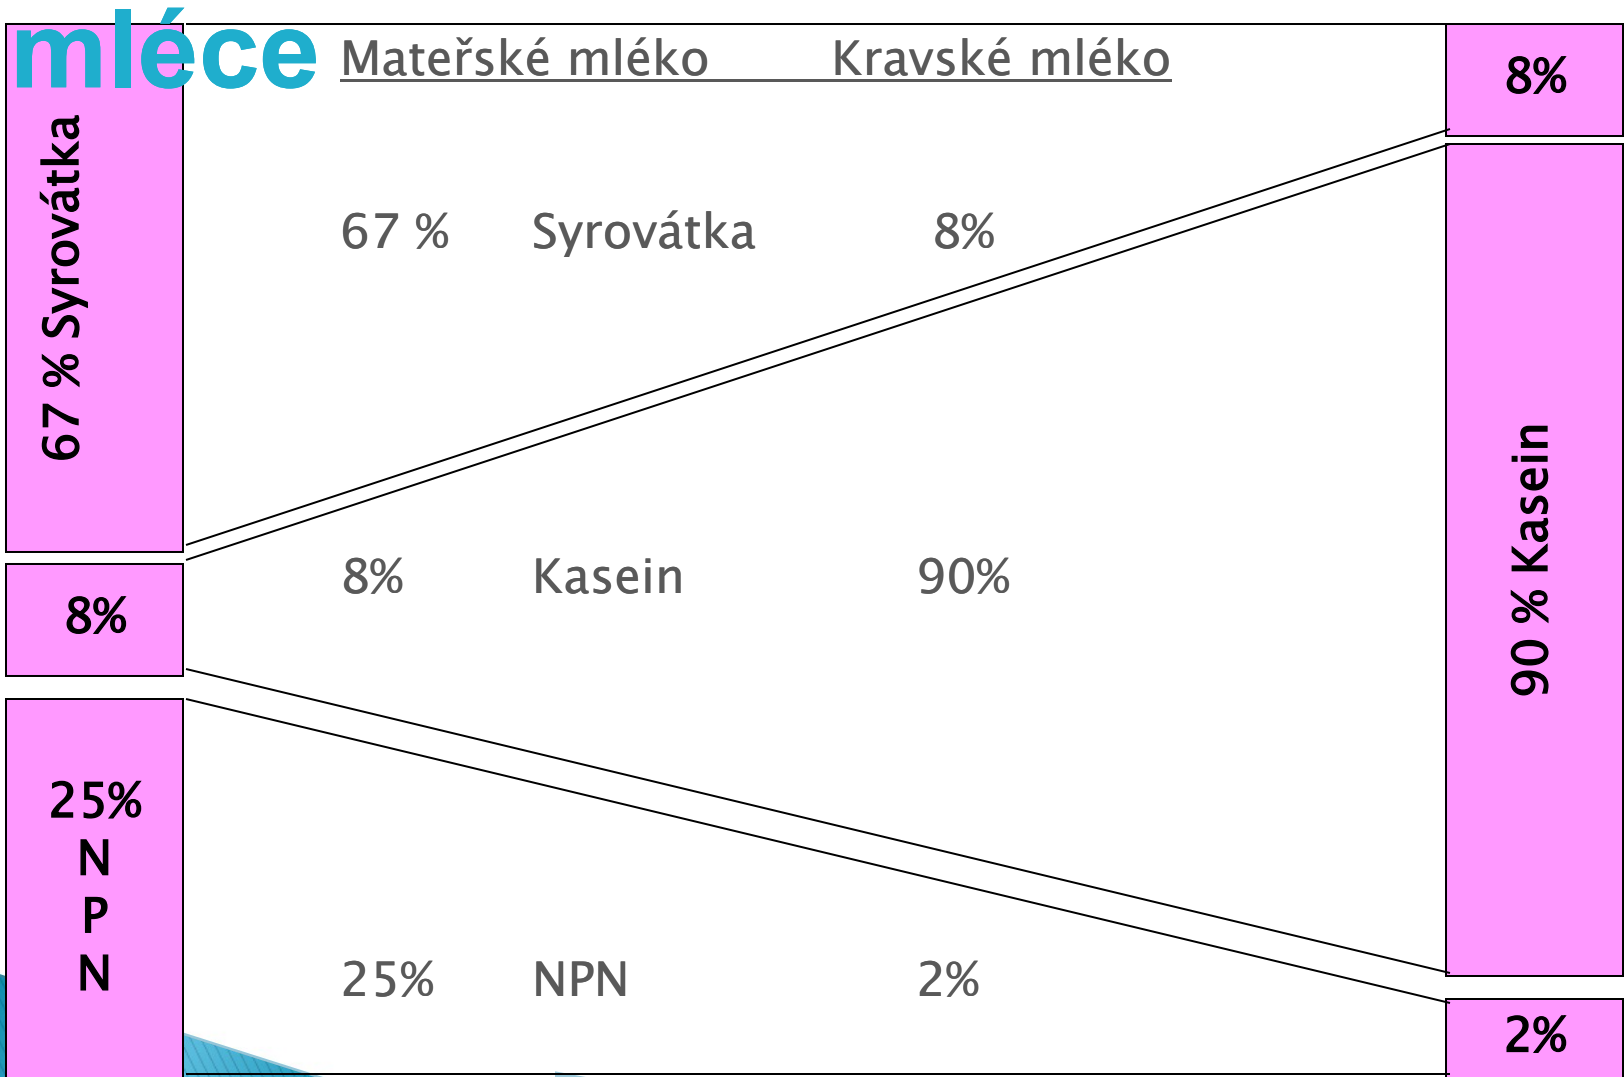 mléce
Mateřské mléko Kravské mléko
67 % Syrovátka 8%
8% Kasein 90%
25% NPN 2%
67 % Syrovátka
8%
25%
N
P
N
8%
90 % Kasein
2%